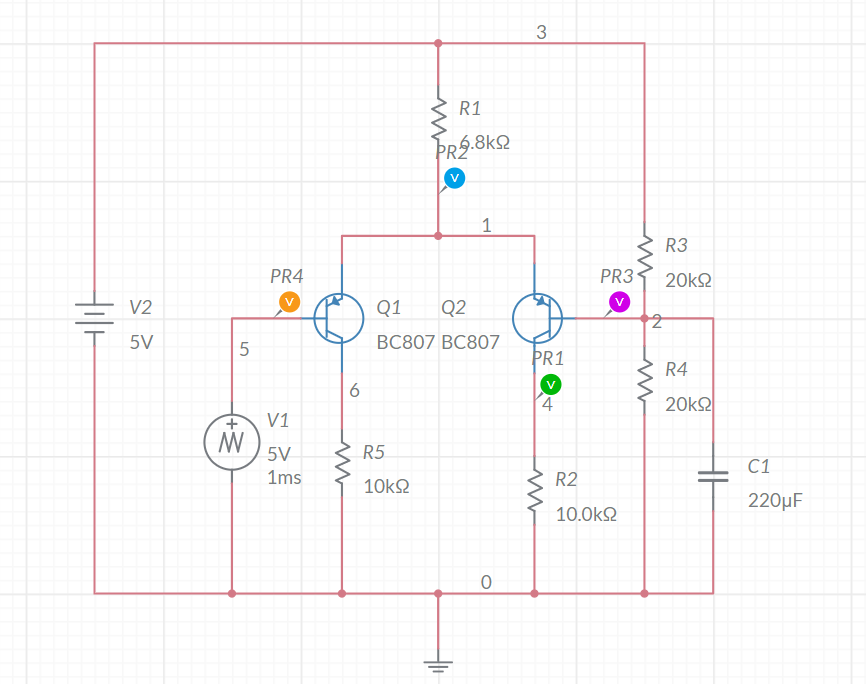 3
R1
6.8kΩ
PR2
V
1
R3
20kΩ
PR4
V
Q1
BC807
Q2
BC807
PR3
V
2
V2
5V
5
6
PR1
V
4
R4
20kΩ
V1
5V
1ms
+
R5
10kΩ
R2
10.0kΩ
C1
220µF
0